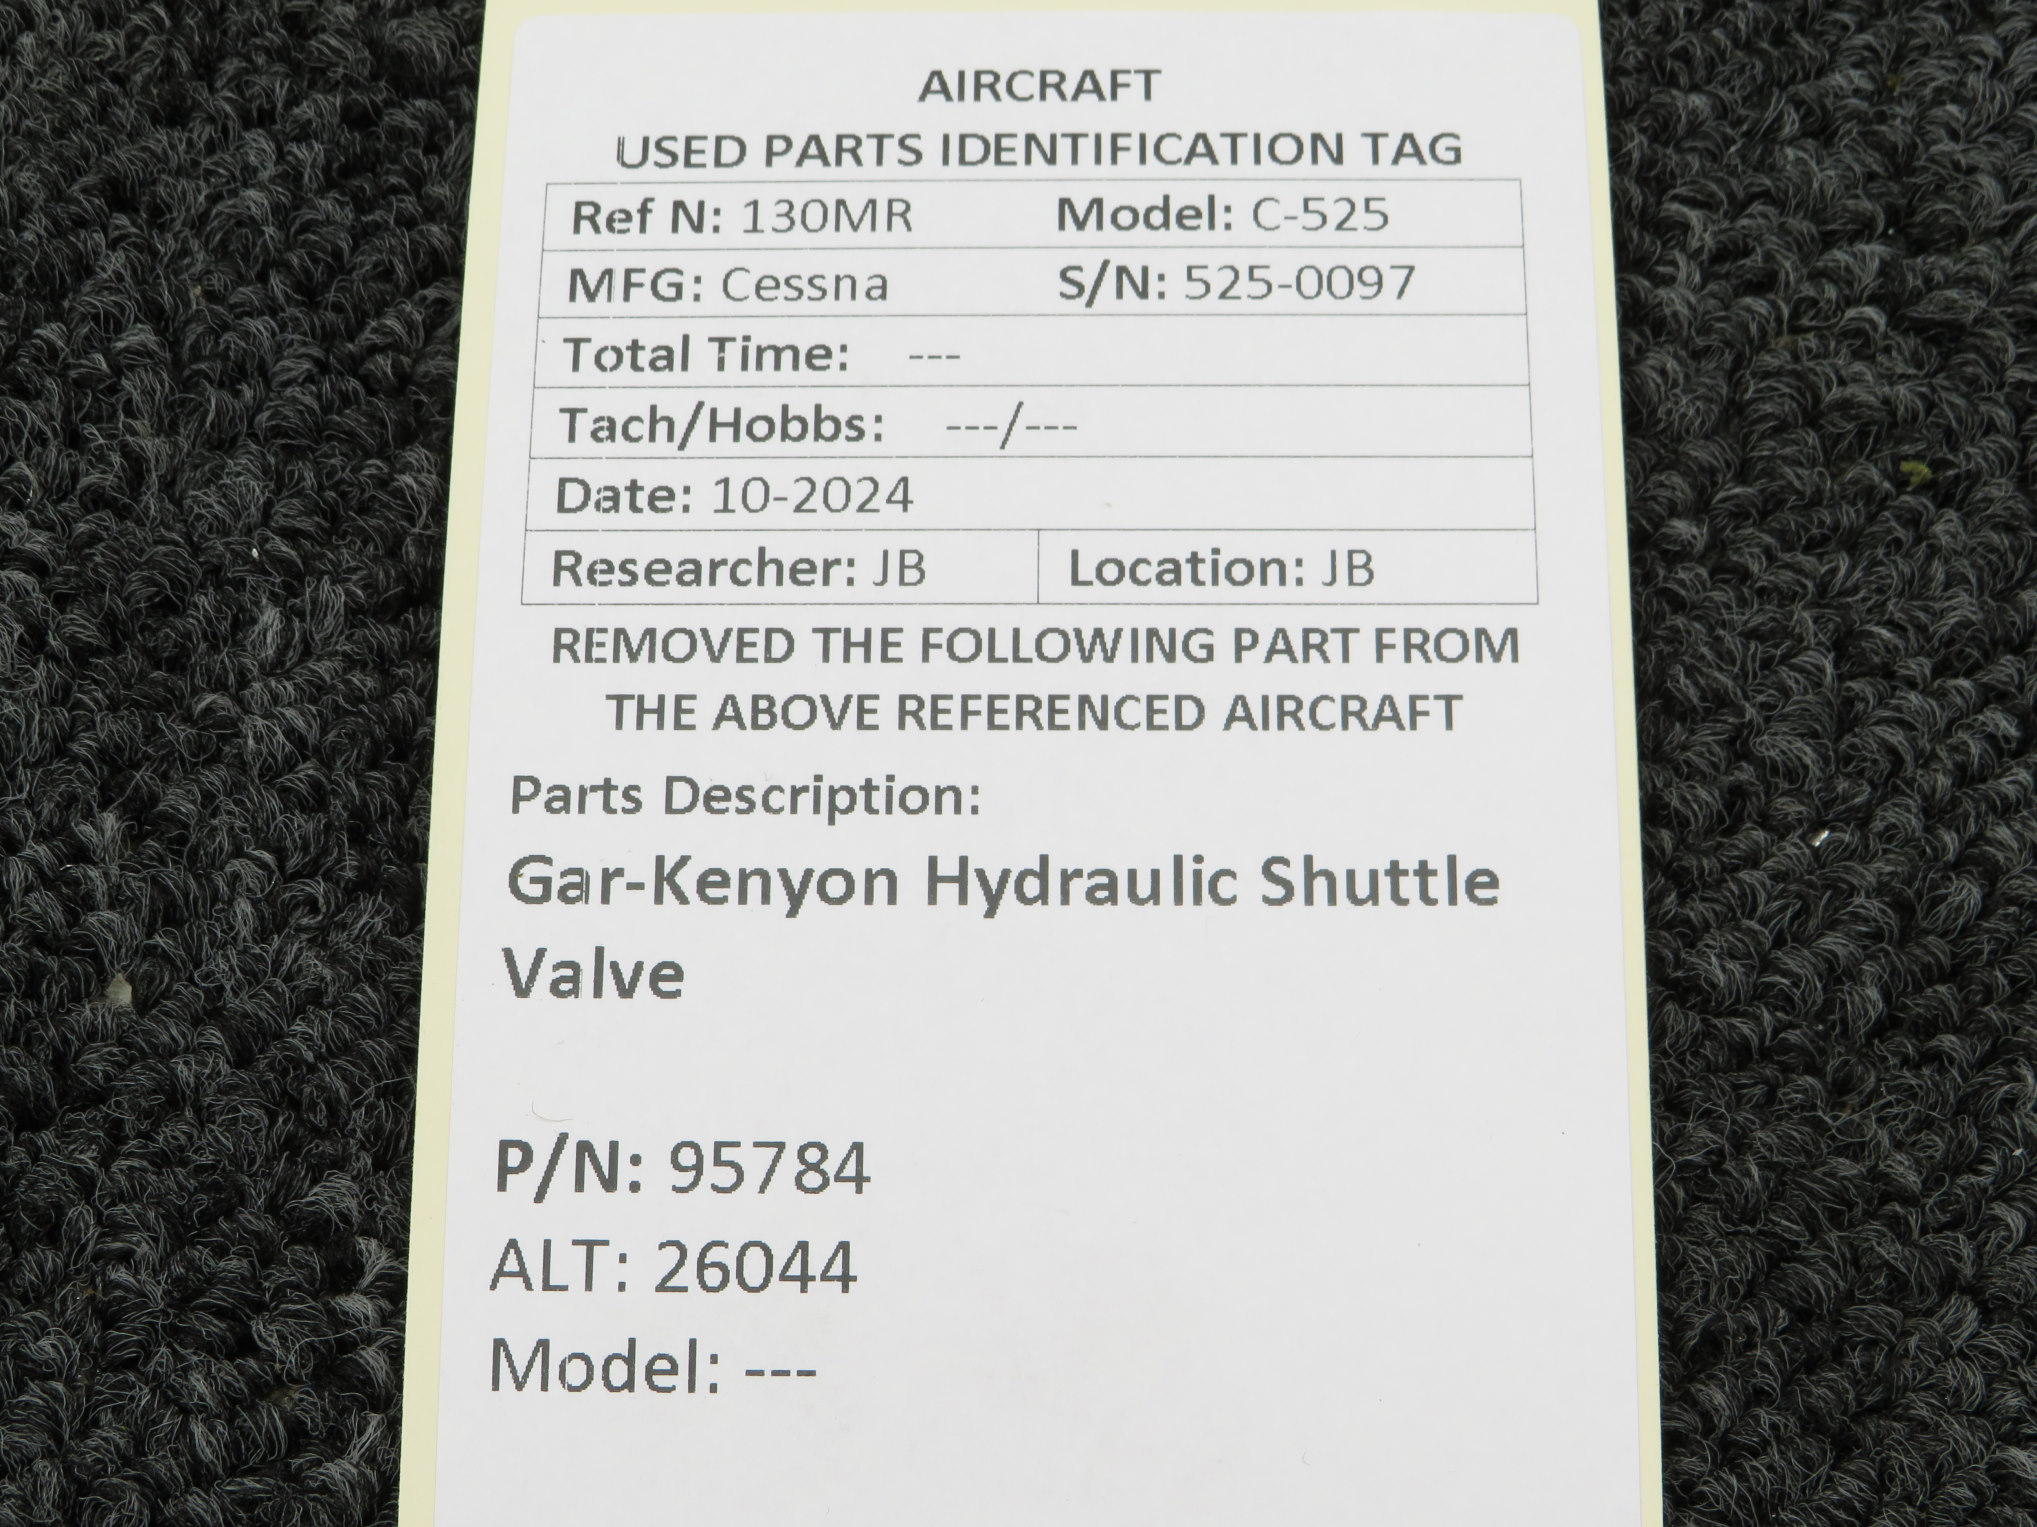 AIRCRAFT
USED PARTS IDENTIFICATION TAG
Ref N: 130MR Model: C-525
MFG: Cessna S/N: 525-0097
Total Time: ---
Tach/Hobbs: ---/---
Date: 10-2024
Researcher: JB Location: JB
REMOVED THE FOLLOWING PART FROM
THE ABOVE REFERENCED AIRCRAFT
Parts Description:
Gar-Kenyon Hydraulic Shuttle
Valve
P/N: 95784
ALT: 26044
Model: ---